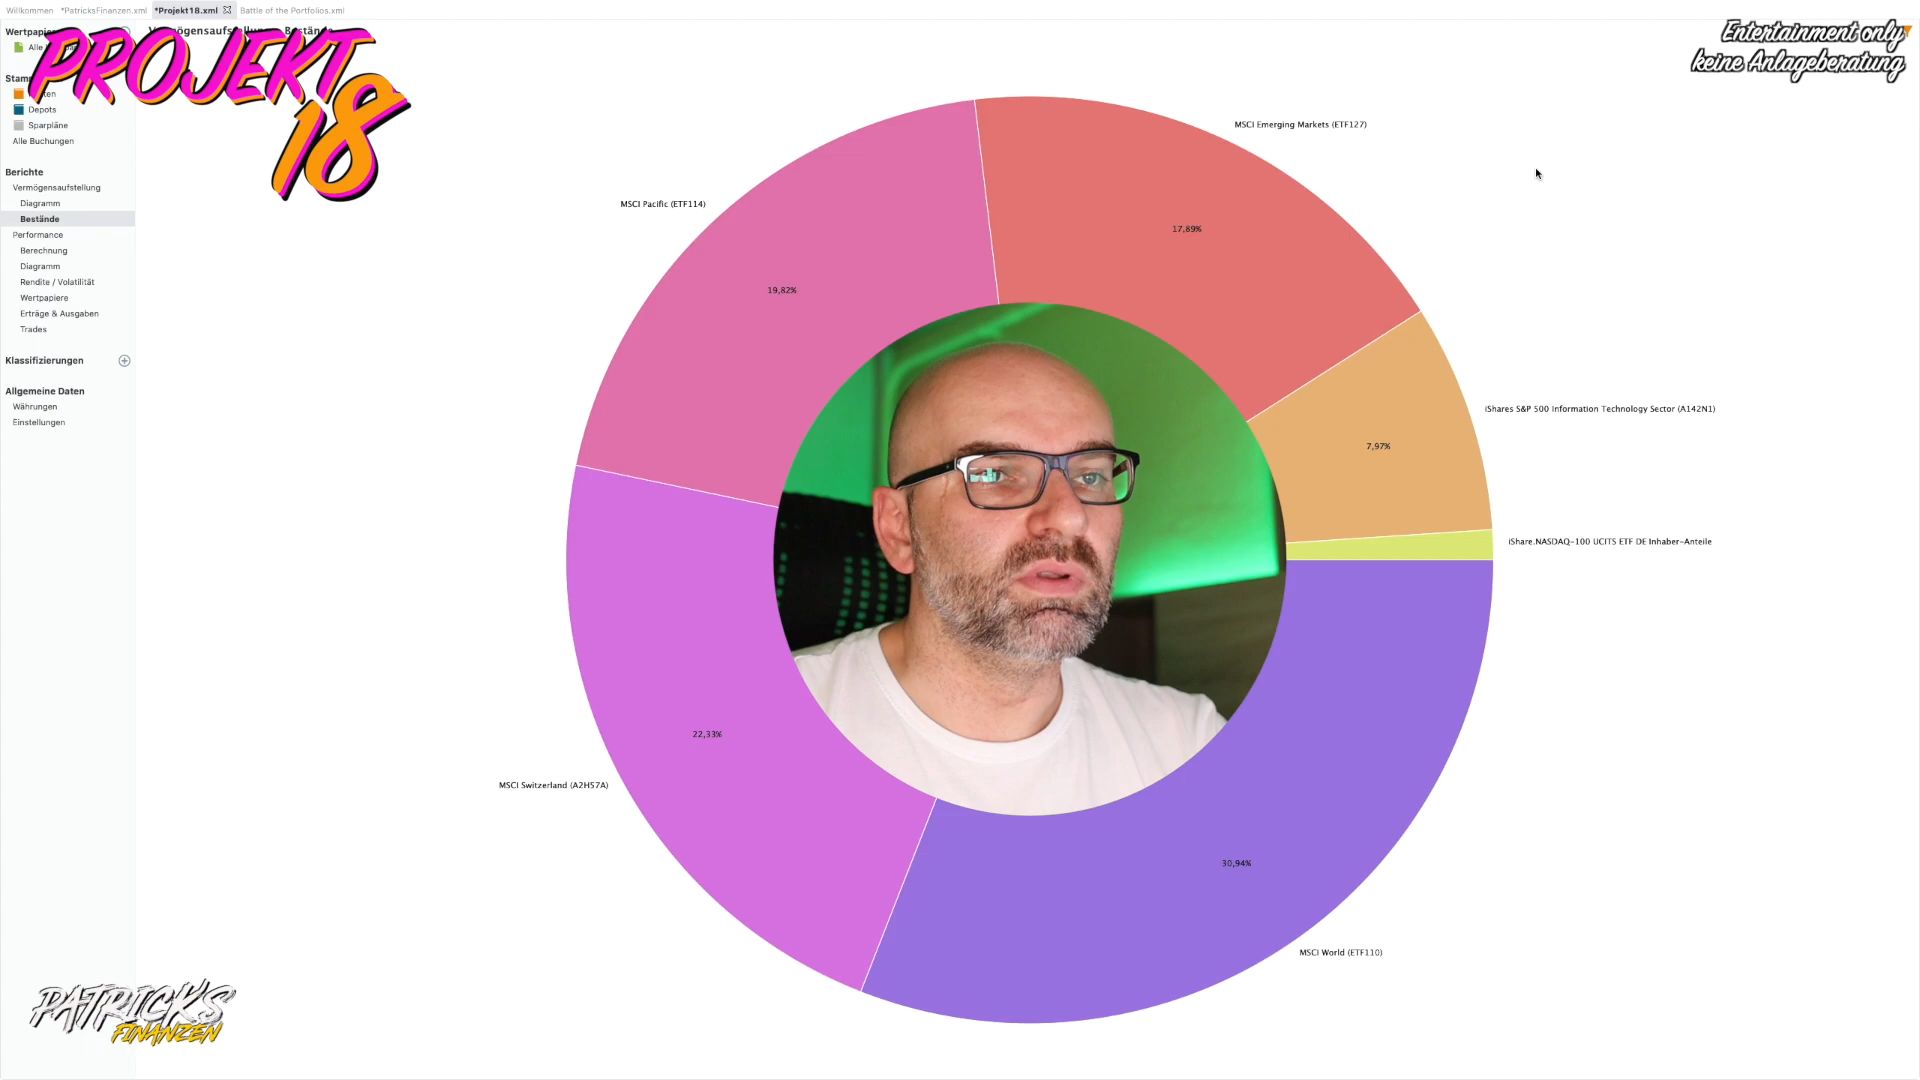 Willkommen
*PatricksFinanzen.xml
*Projekt18.xml
Battle of the Portfolios.xml
PROJEKT
18
Entertainment only
keine Anlageberatung
Alle
Depots
Sparpläne
Alle Buchungen
Berichte
Vermögensaufstellung
Diagramm
Bestände
Performance
Berechnung
Diagramm
Rendite / Volatilität
Wertpapiere
Erträge & Ausgaben
Trades
Klassifizierungen
Allgemeine Daten
Währungen
Einstellungen
MSCI Emerging Markets (ETF127)
17,89%
MSCI Pacific (ETF114)
19,82%
iShares S&P 500 Information Technology Sector (A142N1)
7,97%
iShare.NASDAQ-100 UCITS ETF DE Inhaber-Anteile
22,33%
MSCI Switzerland (A2H57A)
30,94%
MSCI World (ETF110)
PATRICKS
FINANZEN